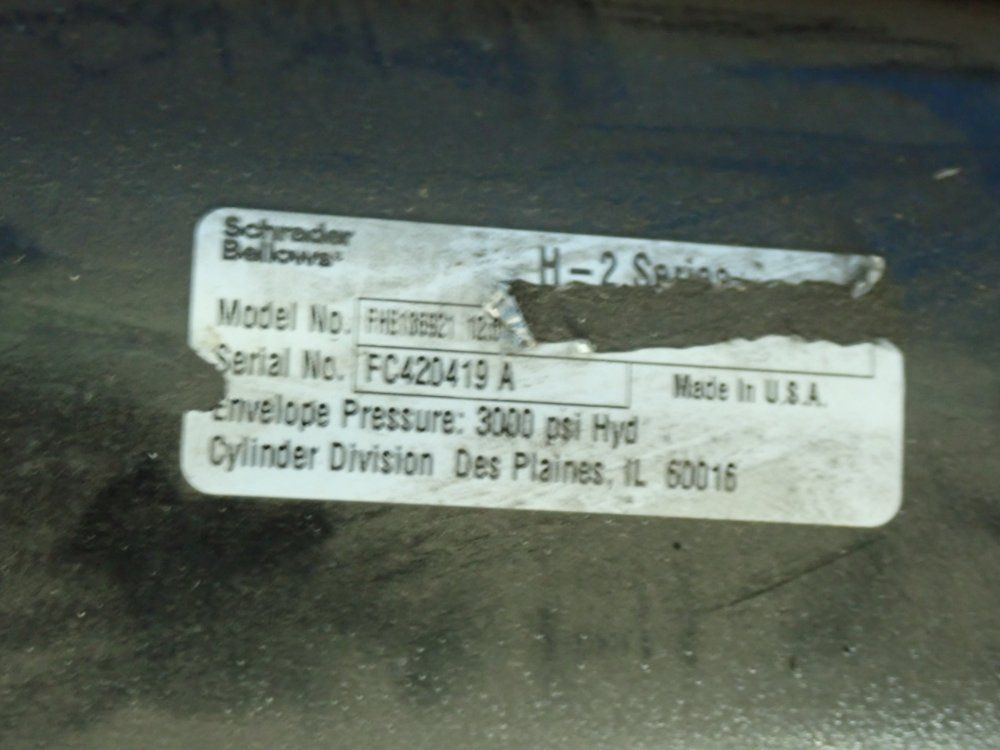 Schrader
Bellows
H-2 Series
Model No.
Serial No. FC420419 A
Made In U.S.A.
Envelope Pressure: 3000 psi Hyd
Cylinder Division Des Plaines, IL 60016